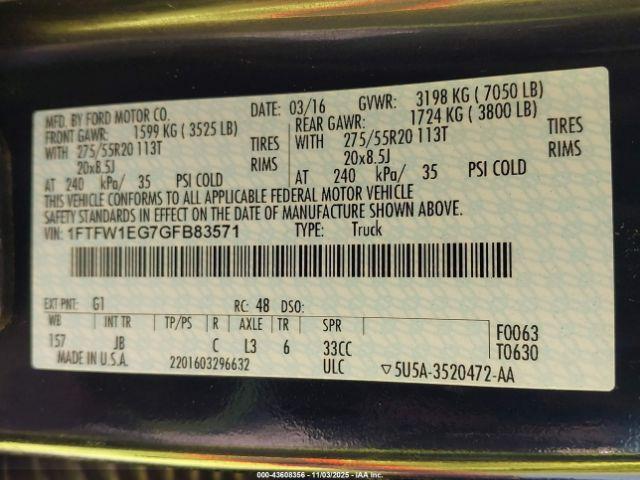 MFD. BY FORD MOTOR CO.
DATE: 03/16 GVWR: 3198 KG ( 7050 LB)
FRONT GAWR: 1599 KG ( 3525 LB)
REAR GAWR: 1724 KG ( 3800 LB)
WITH 275/55R20 113T TIRES
WITH 275/55R20 113T TIRES
20x8.5J RIMS
20x8.5J RIMS
AT 240 kPa/ 35 PSI COLD
AT 240 kPa/ 35 PSI COLD
THIS VEHICLE CONFORMS TO ALL APPLICABLE FEDERAL MOTOR VEHICLE
SAFETY STANDARDS IN EFFECT ON THE DATE OF MANUFACTURE SHOWN ABOVE.
VIN: 1FTFW1EG7GFB83571 TYPE: Truck
EXT PNT: G1 RC: 48 DSO:
WB INT TR TP/PS R AXLE TR SPR
F0063
157 JB C L3 6 33CC
T0630
MADE IN U.S.A. 2201603296632 ULC ▽5U5A-3520472-AA
000-43608356 - 11/03/2025 - IAA Inc.